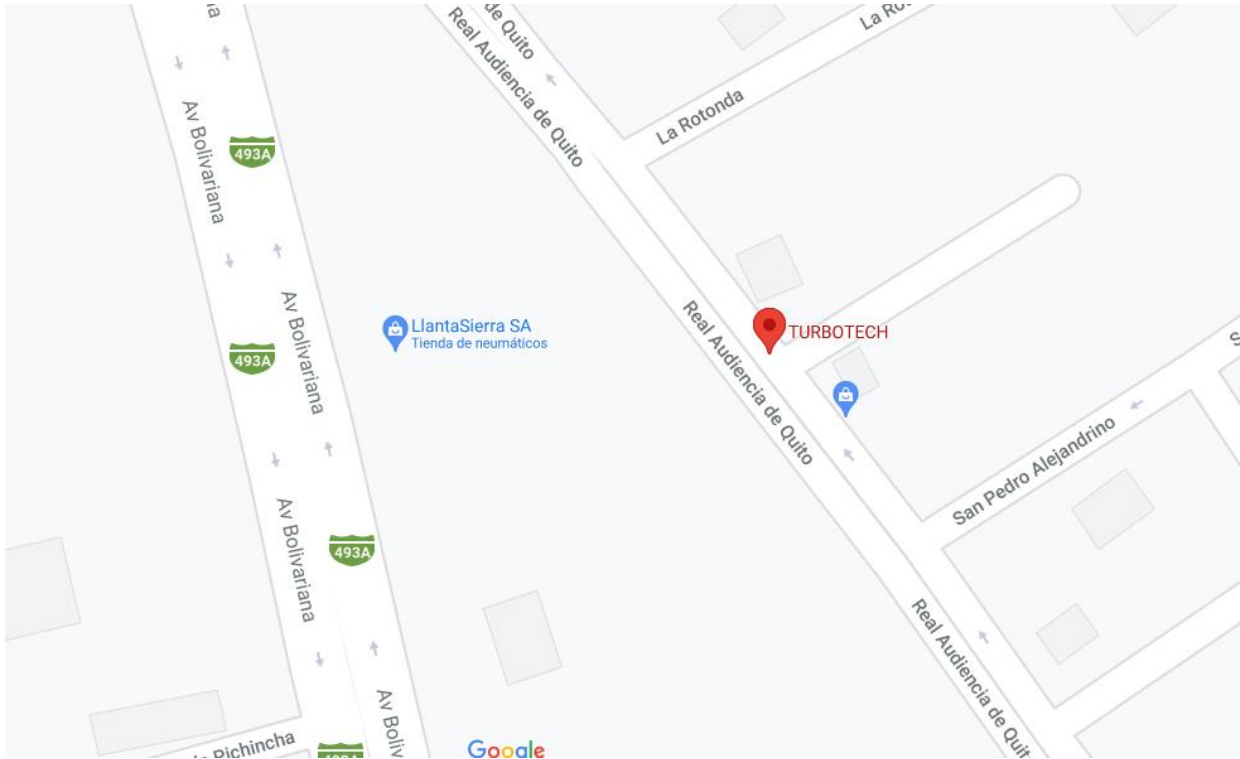 Real Audiencia de Quito
de Quito
La Rotonda
Av Bolivariana
493A
Real Audiencia de Quito
Av Bolivariana
LlantaSierra SA
Tienda de neumáticos
TURBOTECH
493A
San Pedro Alejandrino
Av Bolivariana
493A
Real Audiencia de Quit
Av Boliv
Pichincha
Google